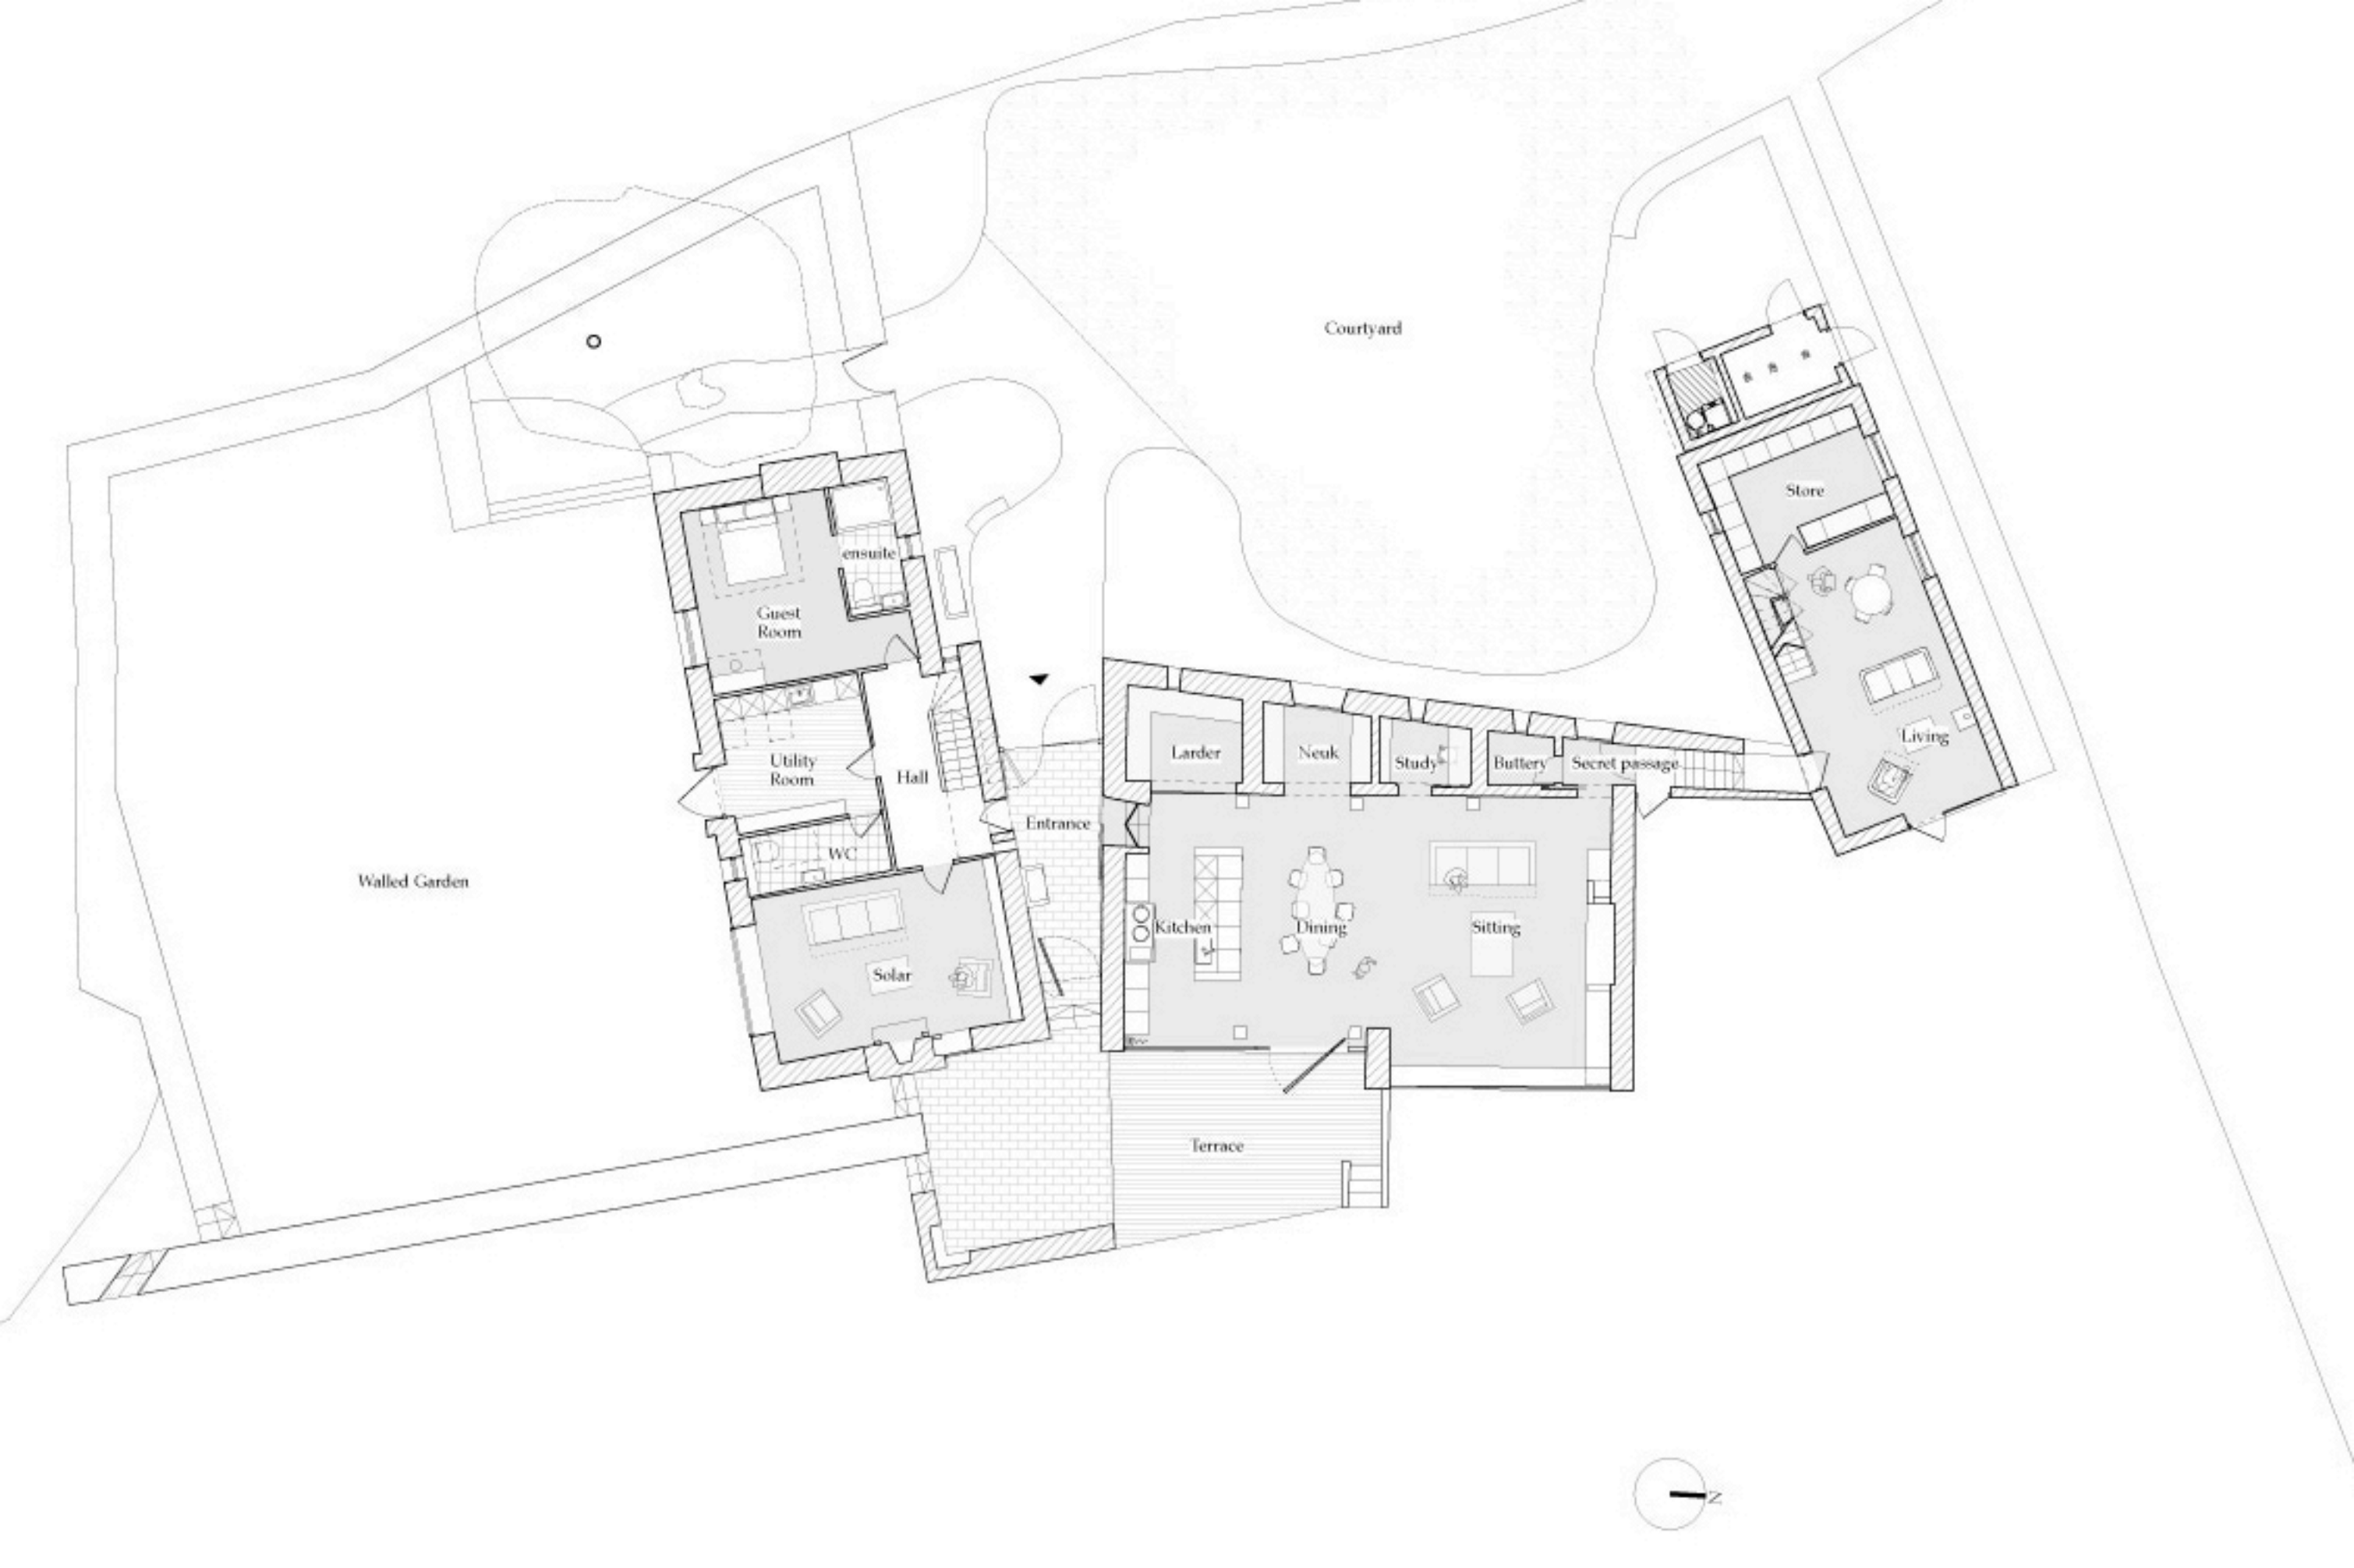 Courtyard
Store
ensuite
Guest
Room
Living
Larder
Neuk
Study
Buttery
Secret passage
Utility
Room
Hall
Entrance
WC
Walled Garden
Kitchen
Dining
Sitting
Solar
Terrace
N